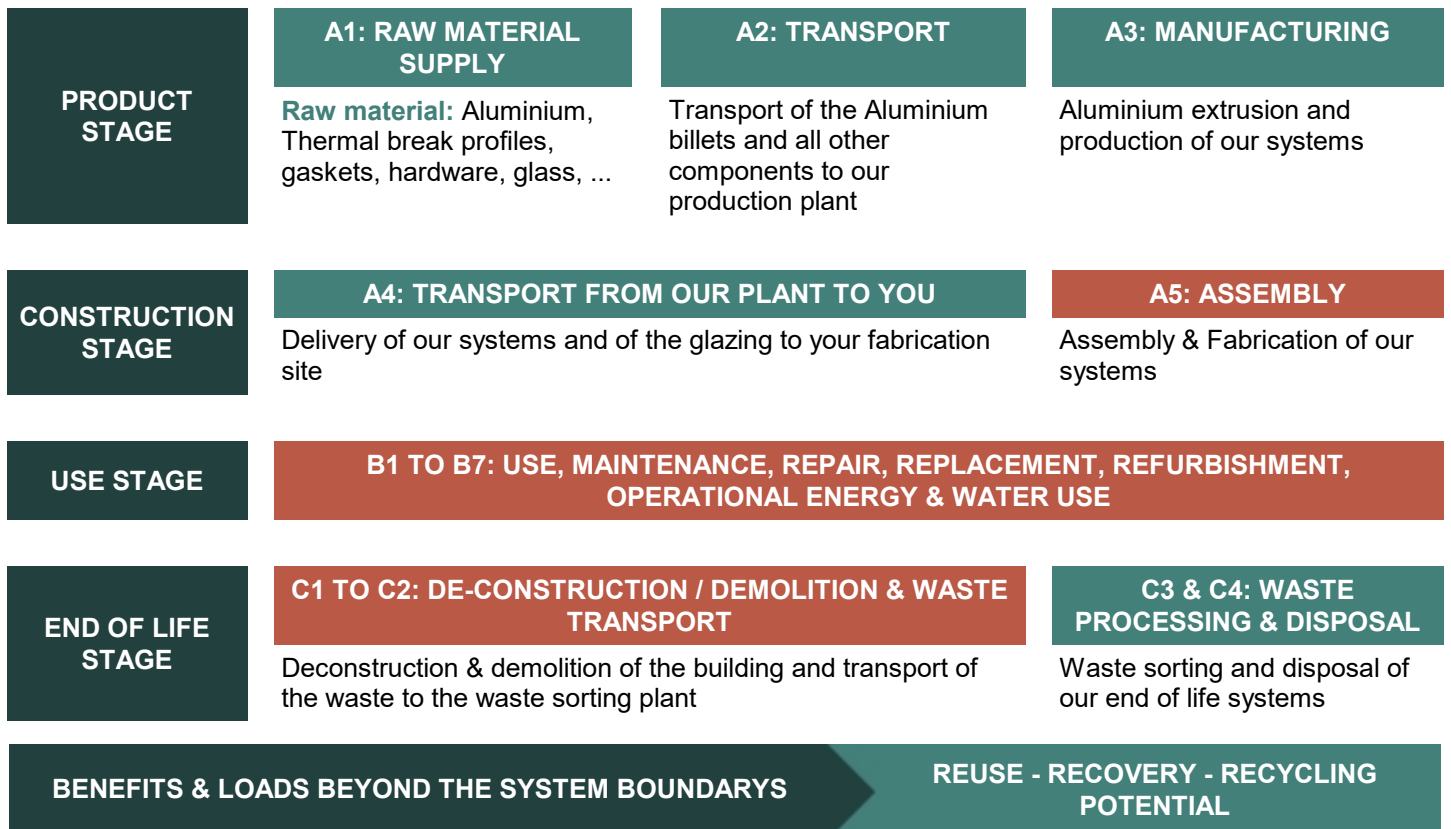 PRODUCT
STAGE
A1: RAW MATERIAL
SUPPLY
Raw material: Aluminium,
Thermal break profiles,
gaskets, hardware, glass, ...
A2: TRANSPORT
Transport of the Aluminium
billets and all other
components to our
production plant
A3: MANUFACTURING
Aluminium extrusion and
production of our systems
CONSTRUCTION
STAGE
A4: TRANSPORT FROM OUR PLANT TO YOU
Delivery of our systems and of the glazing to your fabrication
site
A5: ASSEMBLY
Assembly & Fabrication of our
systems
USE STAGE
B1 TO B7: USE, MAINTENANCE, REPAIR, REPLACEMENT, REFURBISHMENT,
OPERATIONAL ENERGY & WATER USE
END OF LIFE
STAGE
C1 TO C2: DE-CONSTRUCTION / DEMOLITION & WASTE
TRANSPORT
Deconstruction & demolition of the building and transport of
the waste to the waste sorting plant
C3 & C4: WASTE
PROCESSING & DISPOSAL
Waste sorting and disposal of
our end of life systems
BENEFITS & LOADS BEYOND THE SYSTEM BOUNDARYS
REUSE - RECOVERY - RECYCLING
POTENTIAL